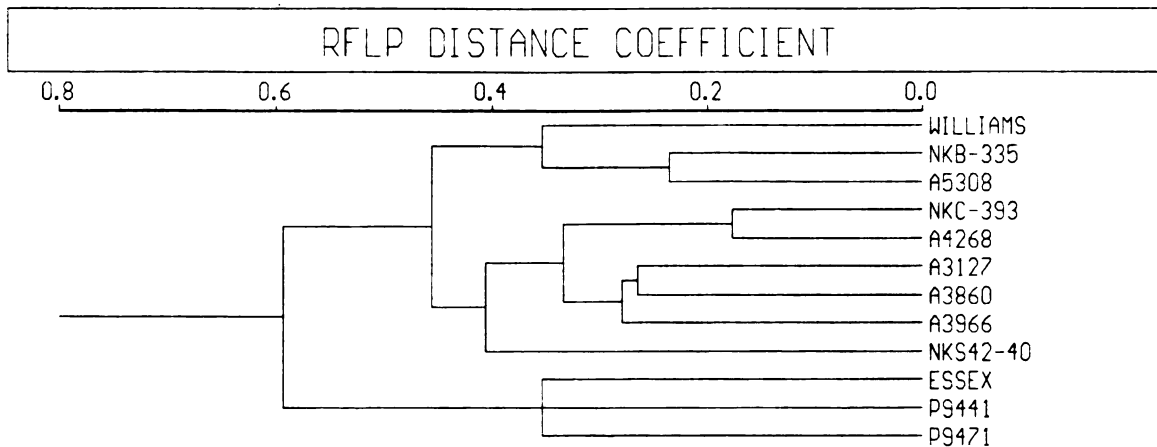 RFLP DISTANCE COEFFICIENT
0.8 0.6 0.4 0.2 0.0
WILLIAMS
NKB-335
A5308
NKC-393
A4268
A3127
A3860
A3966
NKS42-40
ESSEX
P9441
P9471